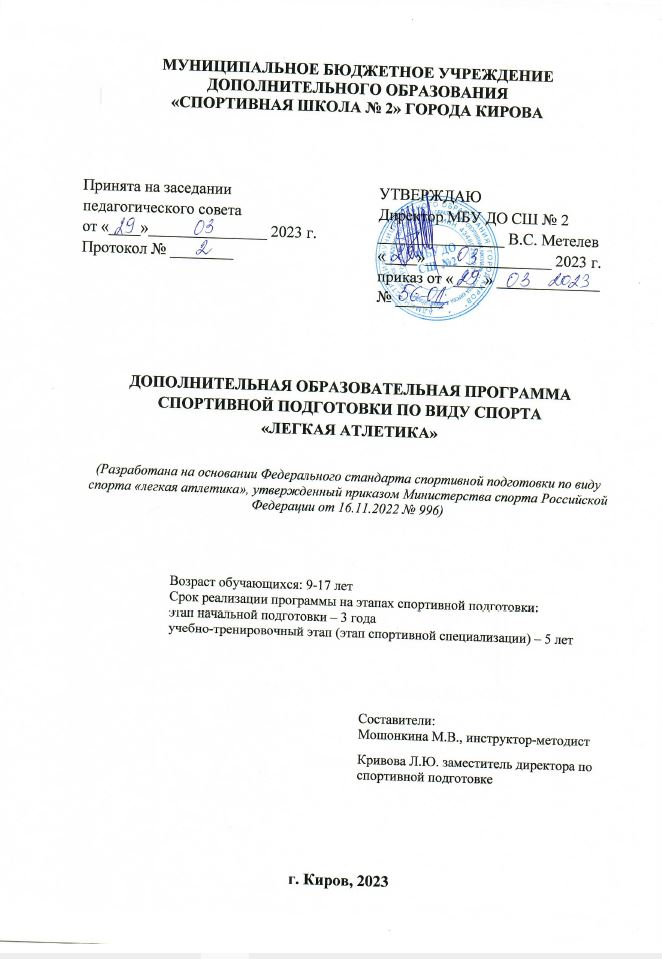 МУНИЦИПАЛЬНОЕ БЮДЖЕТНОЕ УЧРЕЖДЕНИЕ
ДОПОЛНИТЕЛЬНОГО ОБРАЗОВАНИЯ
«СПОРТИВНАЯ ШКОЛА № 2» ГОРОДА КИРОВА
Принята на заседании
педагогического совета
от «29» 03 2023 г.
Протокол № 2
УТВЕРЖДАЮ
Директор МБУ ДО СШ № 2
В.С. Метелев
«29» 03 2023 г.
приказ от «29» 03 2023
№
ДОПОЛНИТЕЛЬНАЯ ОБРАЗОВАТЕЛЬНАЯ ПРОГРАММА
СПОРТИВНОЙ ПОДГОТОВКИ ПО ВИДУ СПОРТА
«ЛЕГКАЯ АТЛЕТИКА»
(Разработана на основании Федерального стандарта спортивной подготовки по виду
спорта «легкая атлетика», утвержденный приказом Министерства спорта Российской
Федерации от 16.11.2022 № 996)
Возраст обучающихся: 9-17 лет
Срок реализации программы на этапах спортивной подготовки:
этап начальной подготовки – 3 года
учебно-тренировочный этап (этап спортивной специализации) – 5 лет
Составители:
Мошонкина М.В., инструктор-методист
Кривова Л.Ю. заместитель директора по
спортивной подготовке
г. Киров, 2023